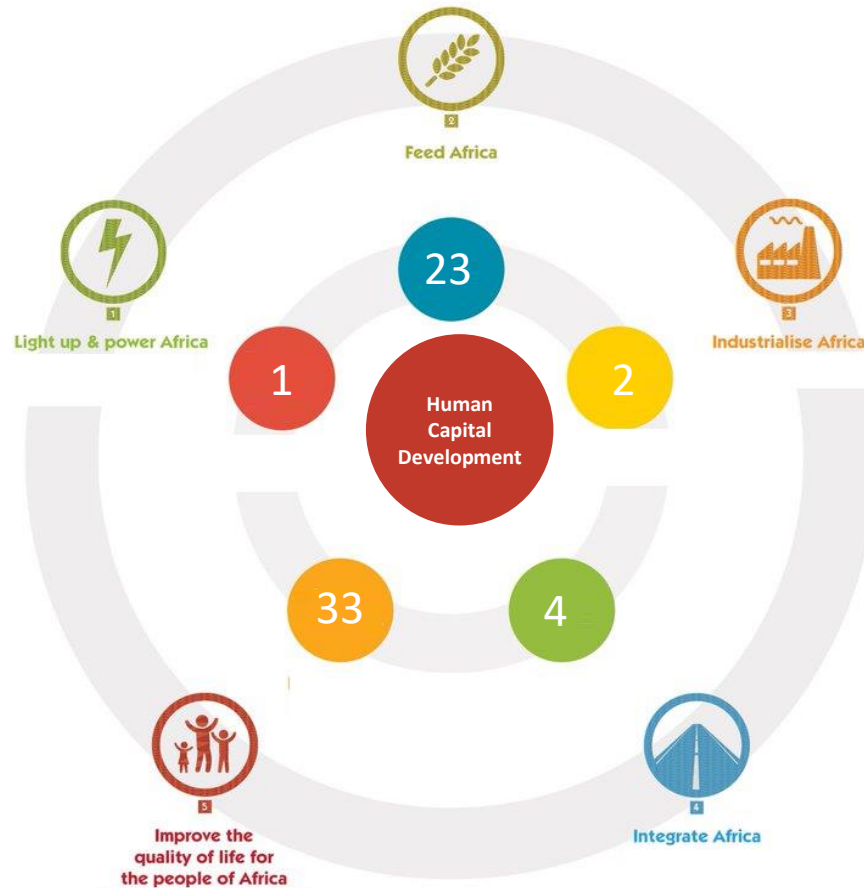 2
Feed Africa
1
Light up & power Africa
3
Industrialise Africa
23
1
2
Human
Capital
Development
33
4
5
Improve the
quality of life for
the people of Africa
4
Integrate Africa